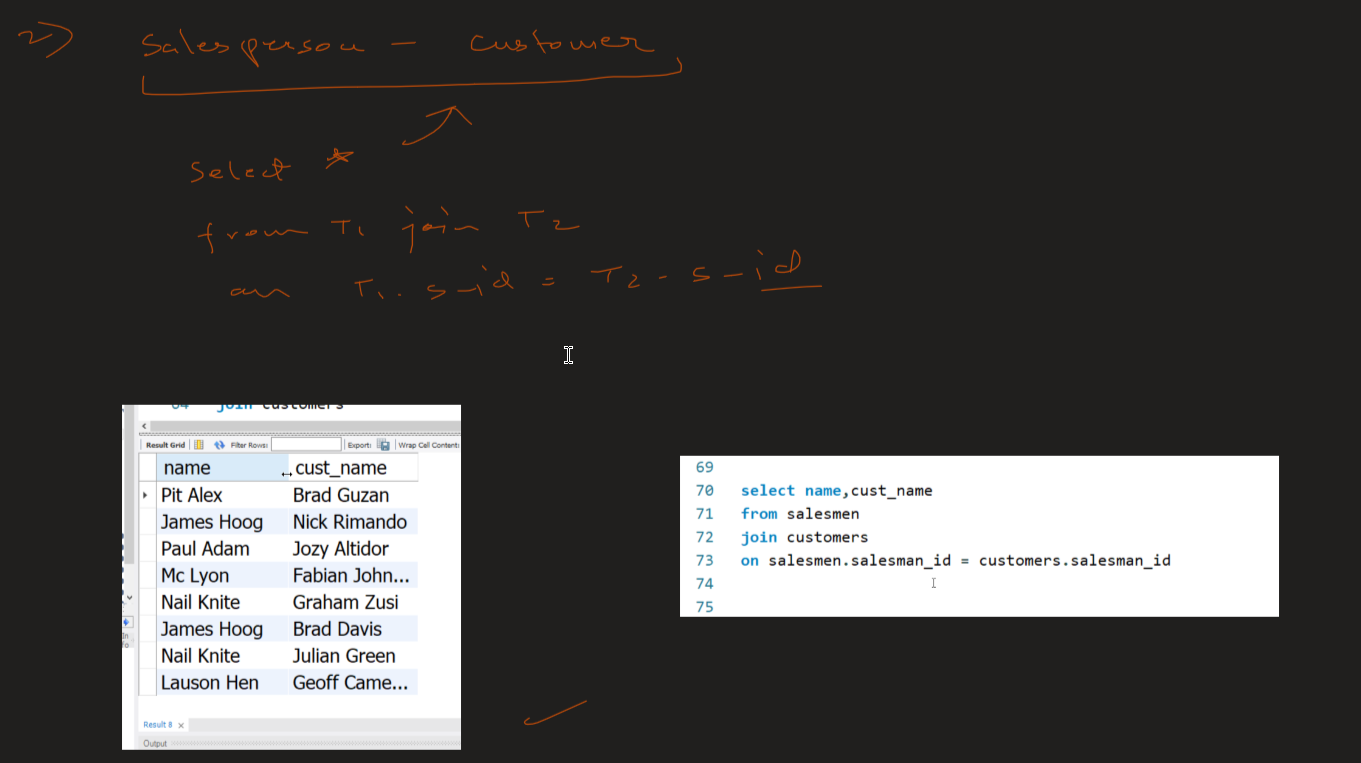 2)
Salesperson - customer
Select *
from T1 join T2
on T1.s-id = T2-s-id
join customers
Result Grid Filter Rows: Export: Wrap Cell Content:
name cust_name
Pit Alex Brad Guzan
James Hoog Nick Rimando
Paul Adam Jozy Altidor
Mc Lyon Fabian John...
Nail Knite Graham Zusi
James Hoog Brad Davis
Nail Knite Julian Green
Lauson Hen Geoff Came...
Result 8 ×
Output
69
70 select name,cust_name
71 from salesmen
72 join customers
73 on salesmen.salesman_id = customers.salesman_id
74
75